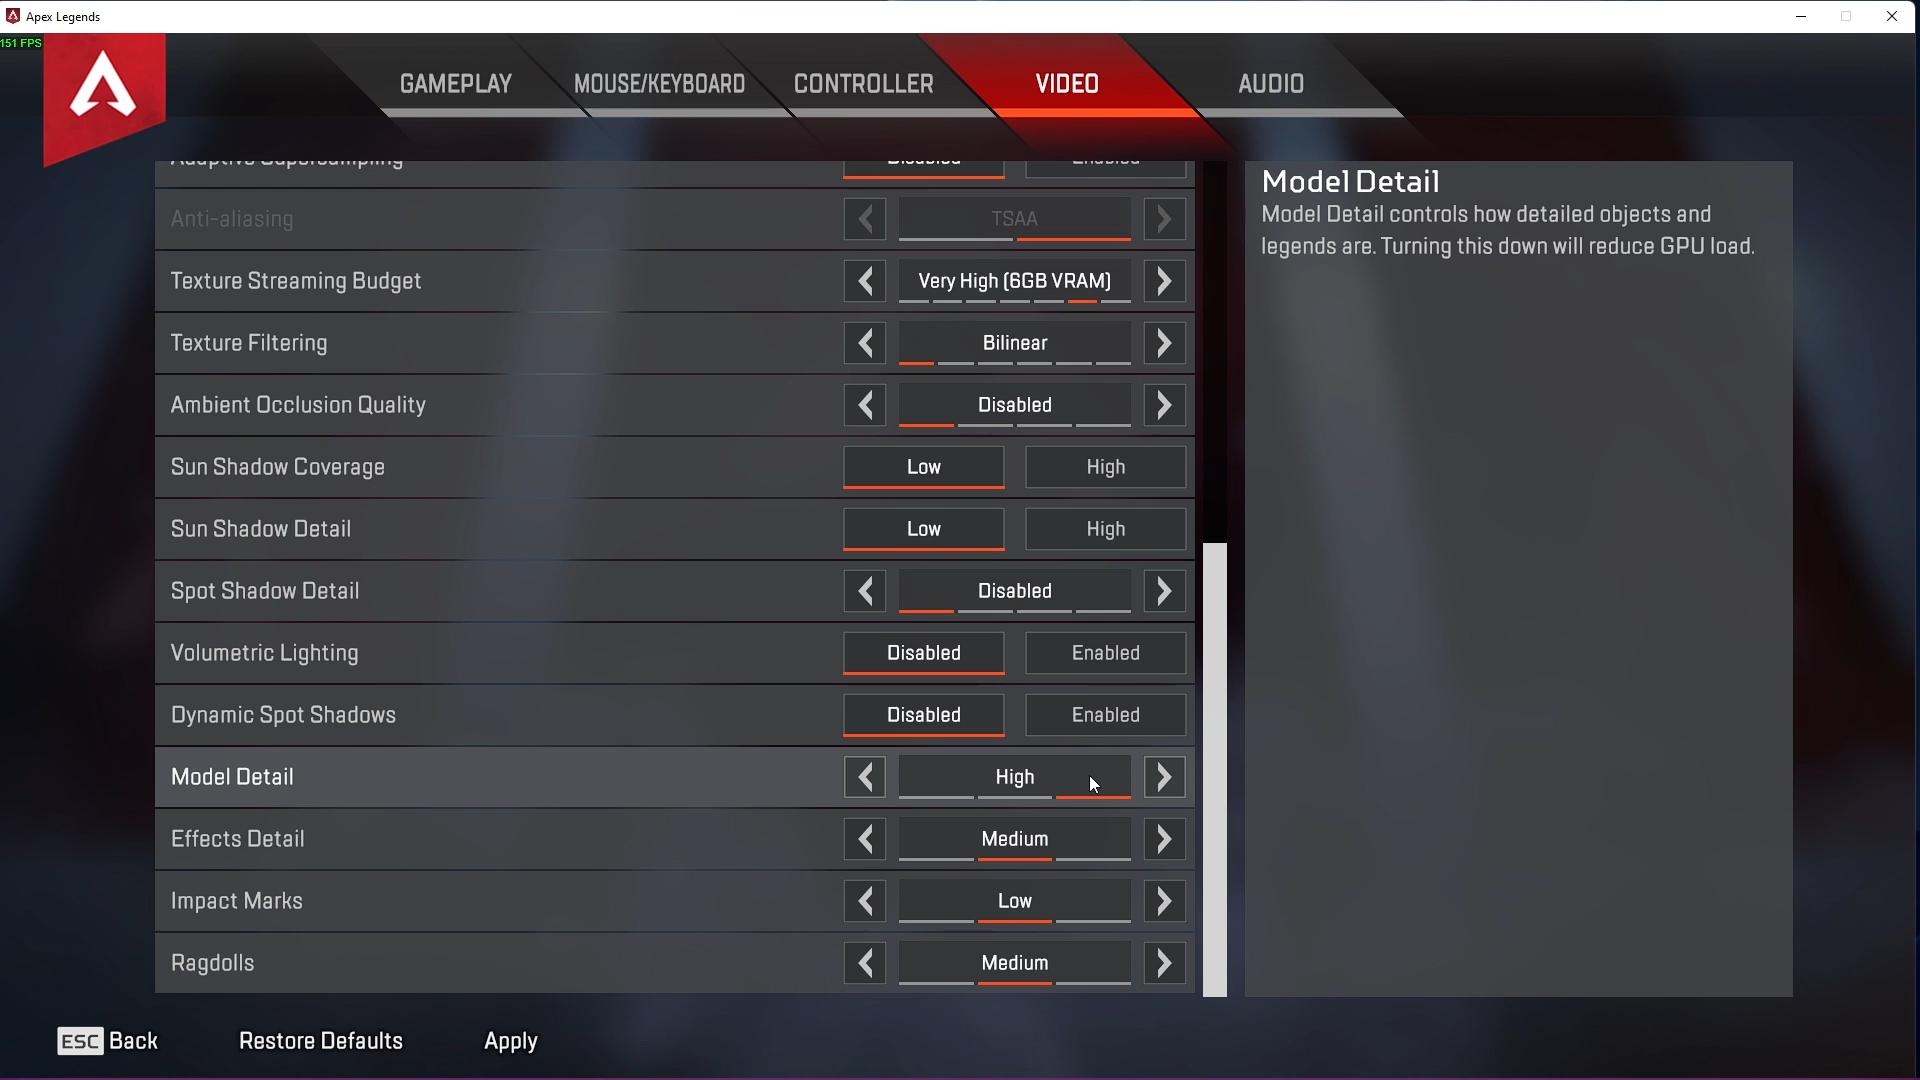 Apex Legends
151 FPS
GAMEPLAY
MOUSE/KEYBOARD
CONTROLLER
VIDEO
AUDIO
Adaptive Supersampling Disabled Enabled
Anti-aliasing TSAA
Texture Streaming Budget Very High (6GB VRAM)
Texture Filtering Bilinear
Ambient Occlusion Quality Disabled
Sun Shadow Coverage Low High
Sun Shadow Detail Low High
Spot Shadow Detail Disabled
Volumetric Lighting Disabled Enabled
Dynamic Spot Shadows Disabled Enabled
Model Detail High
Effects Detail Medium
Impact Marks Low
Ragdolls Medium
Model Detail
Model Detail controls how detailed objects and
legends are. Turning this down will reduce GPU load.
ESC Back Restore Defaults Apply